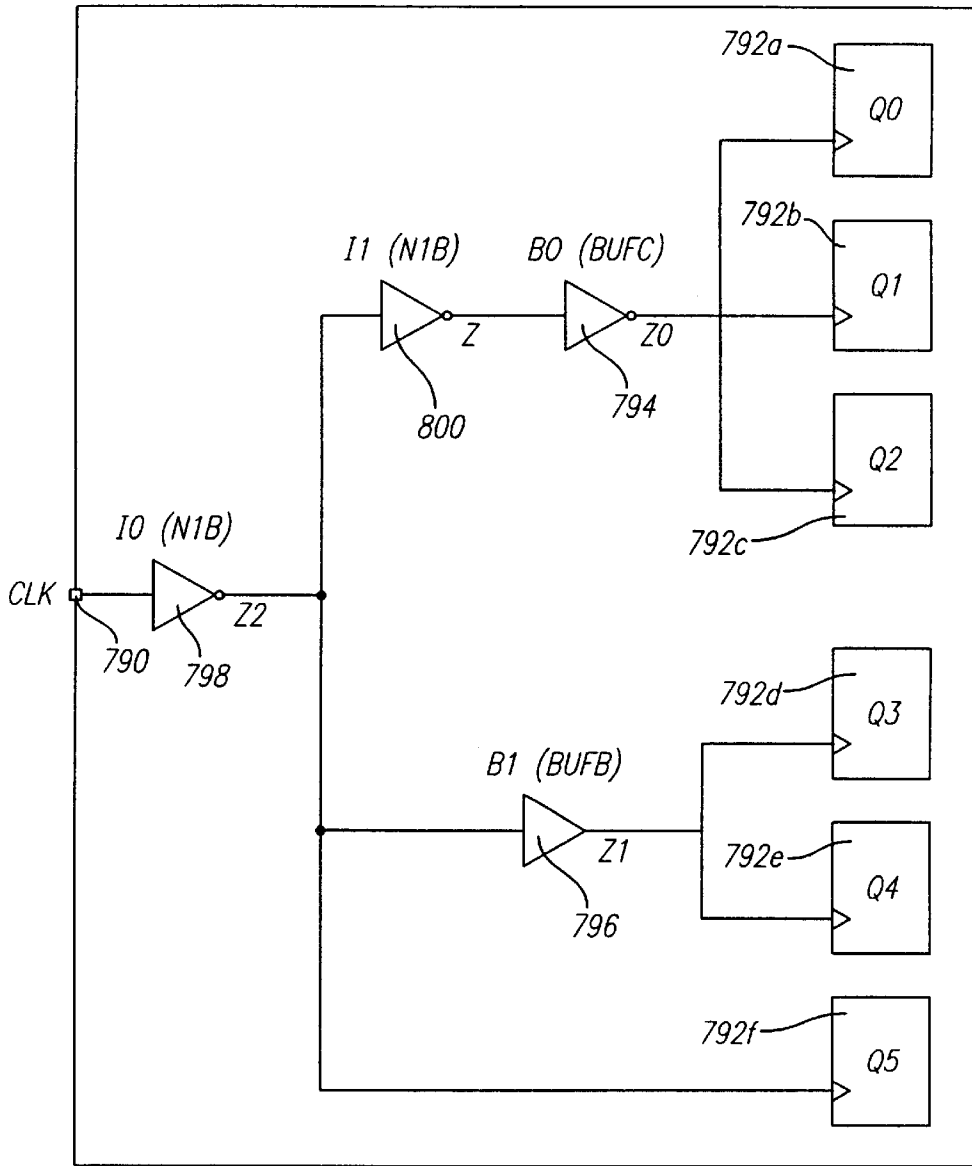 792a
Q0
792b
Q1
I1 (N1B)
B0 (BUFC)
Z
Z0
800
794
Q2
792c
I0 (N1B)
CLK
Z2
790
798
792d
Q3
B1 (BUFB)
Z1
796
792e
Q4
792f
Q5